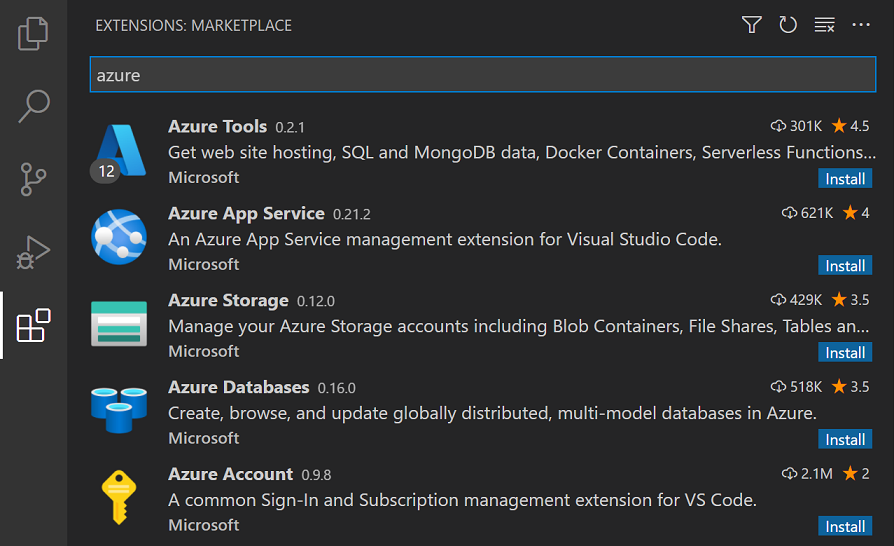 EXTENSIONS: MARKETPLACE
azure
Azure Tools 0.2.1 301K 4.5
Get web site hosting, SQL and MongoDB data, Docker Containers, Serverless Functions...
12
Microsoft Install
Azure App Service 0.21.2 621K 4
An Azure App Service management extension for Visual Studio Code.
Microsoft Install
Azure Storage 0.12.0 429K 3.5
Manage your Azure Storage accounts including Blob Containers, File Shares, Tables an...
Microsoft Install
Azure Databases 0.16.0 518K 3.5
Create, browse, and update globally distributed, multi-model databases in Azure.
Microsoft Install
Azure Account 0.9.8 2.1M 2
A common Sign-In and Subscription management extension for VS Code.
Microsoft Install